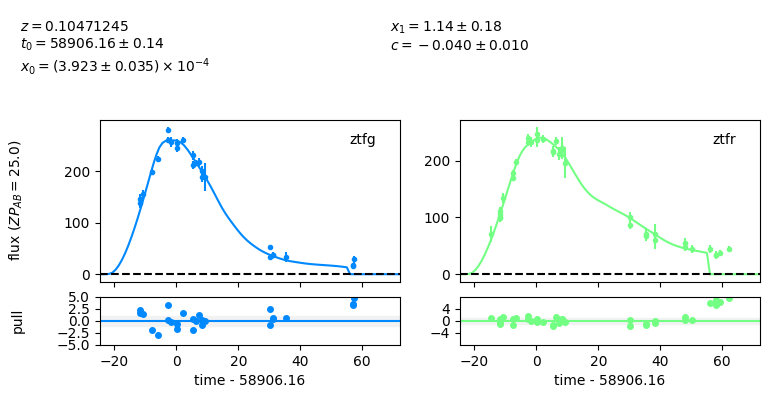 z = 0.10471245
t₀ = 58906.16 ± 0.14
x₀ = (3.923 ± 0.035) × 10⁻⁴
x₁ = 1.14 ± 0.18
c = −0.040 ± 0.010
flux (ZP_AB = 25.0)
ztfg
200
100
0
ztfr
200
100
0
pull
5.0
2.5
0.0
−2.5
−5.0
4
0
−4
−20 0 20 40 60
−20 0 20 40 60
time - 58906.16
time - 58906.16